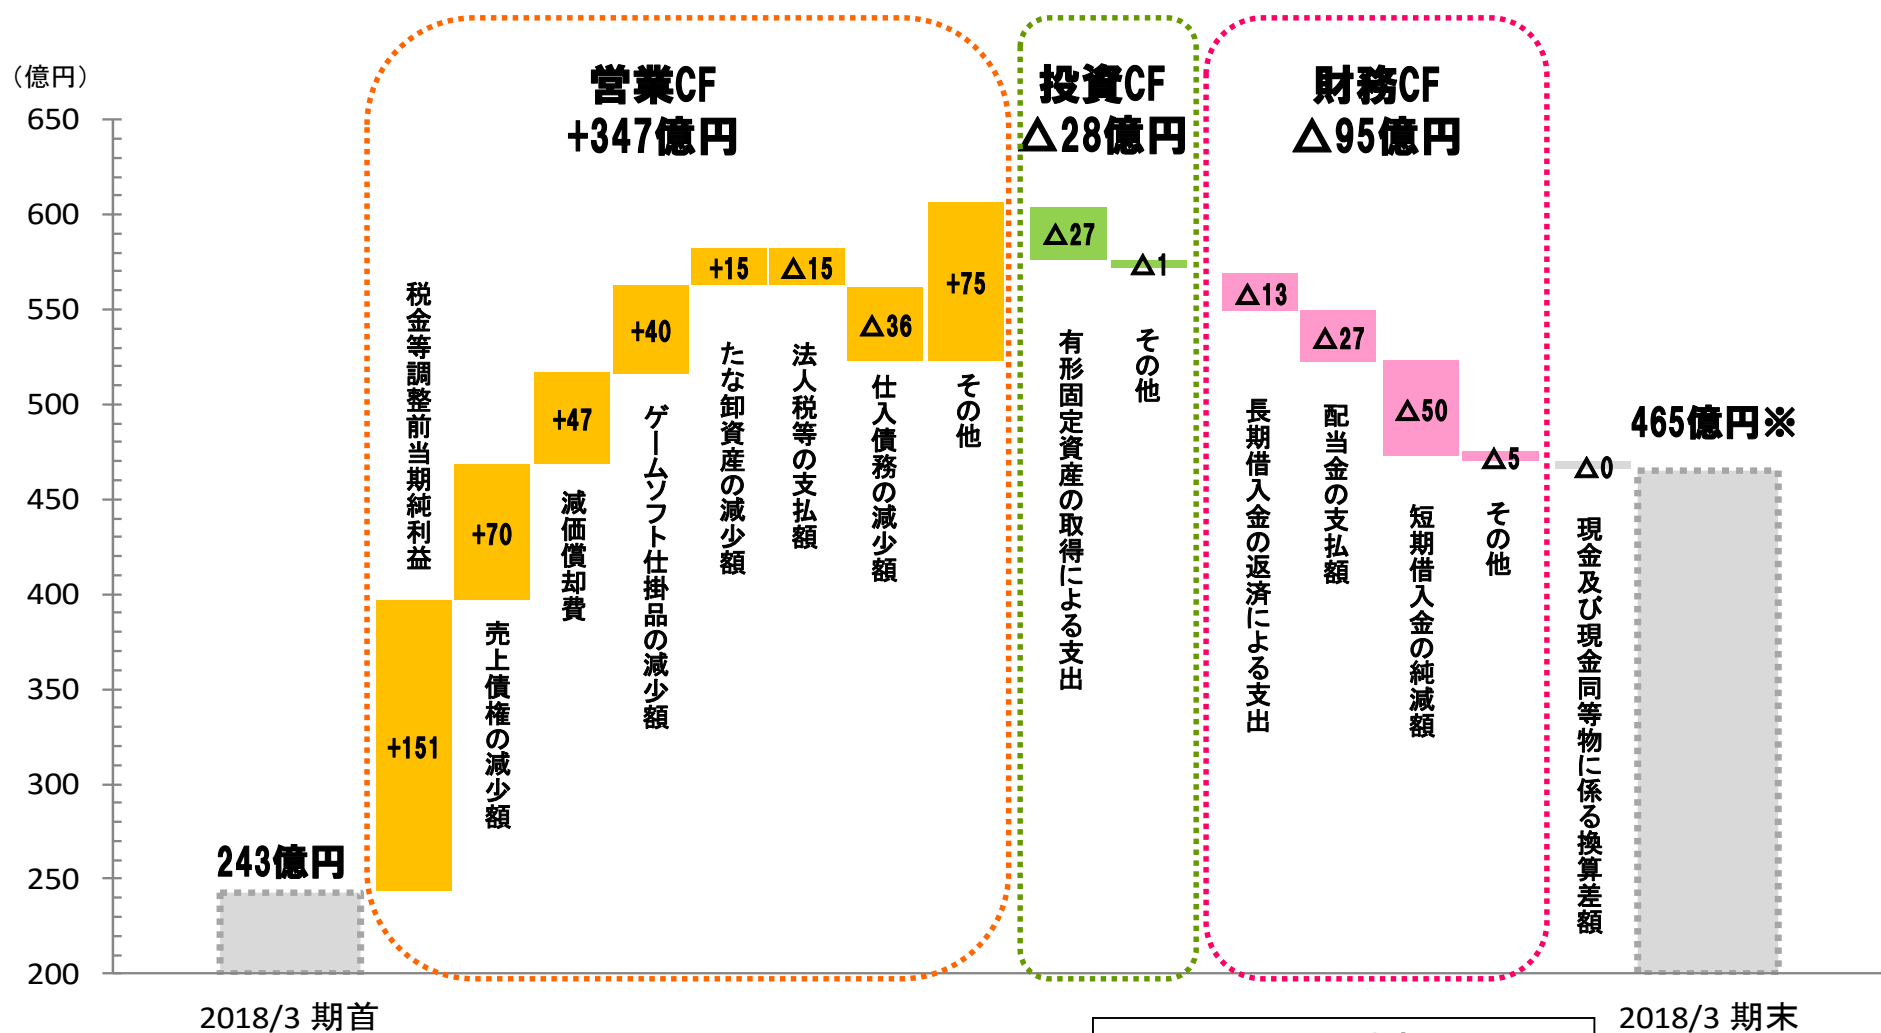 （億円）
650
600
550
500
450
400
350
300
250
200
営業CF
+347億円
投資CF
△28億円
財務CF
△95億円
243億円
+151
税金等調整前当期純利益
+70
売上債権の減少額
+47
減価償却費
+40
ゲームソフト仕掛品の減少額
+15
たな卸資産の減少額
△15
法人税等の支払額
△36
仕入債務の減少額
+75
その他
△27
有形固定資産の取得による支出
△1
その他
△13
長期借入金の返済による支出
△27
配当金の支払額
△50
短期借入金の純減額
△5
その他
△0
現金及び現金同等物に係る換算差額
465億円※
2018/3 期首
2018/3 期末